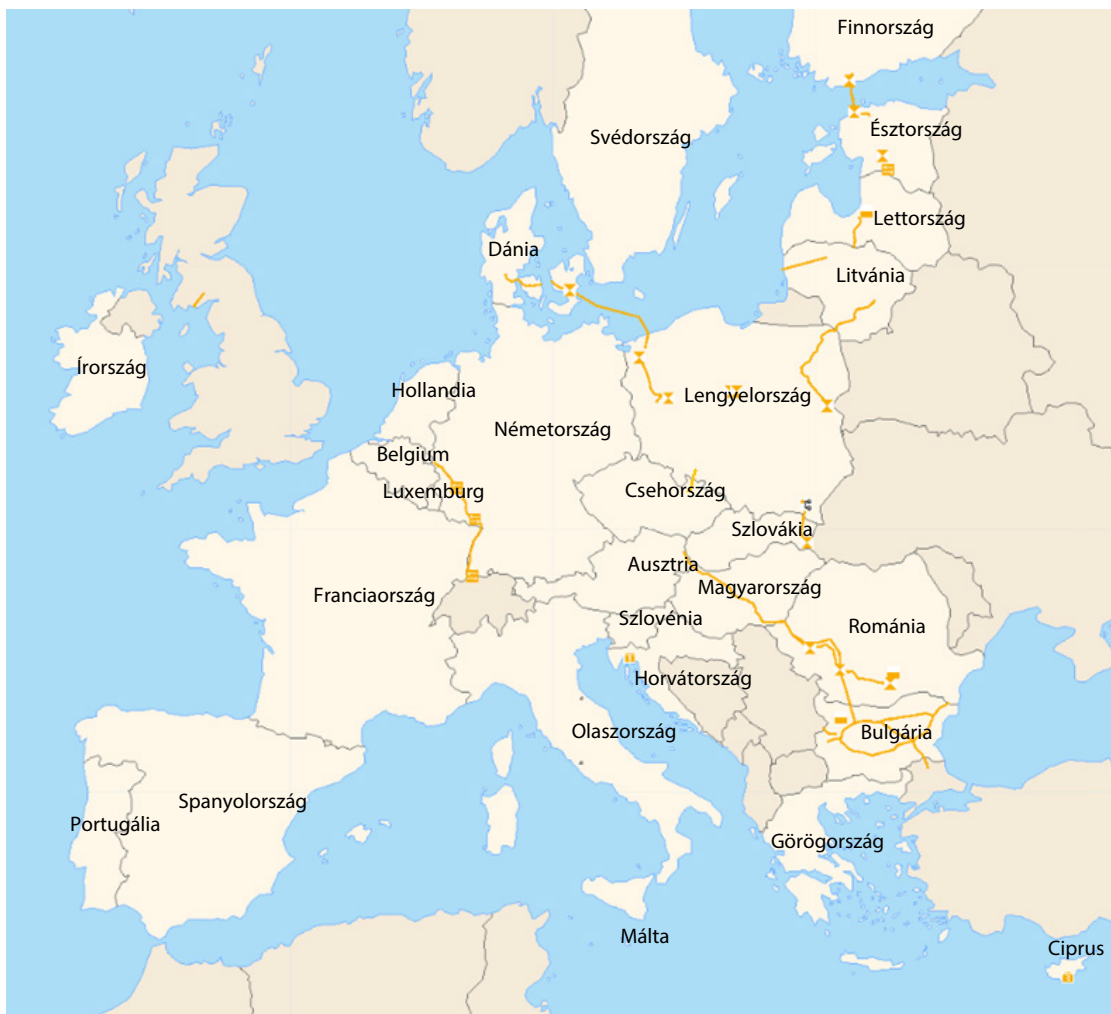 Finnország
Észtország
Svédország
Lettország
Dánia
Litvánia
Írország
Hollandia
Lengyelország
Németország
Belgium
Luxemburg
Csehország
Szlovákia
Ausztria
Magyarország
Franciaország
Szlovénia
Románia
Horvátország
Olaszország
Bulgária
Spanyolország
Portugália
Görögország
Málta
Ciprus